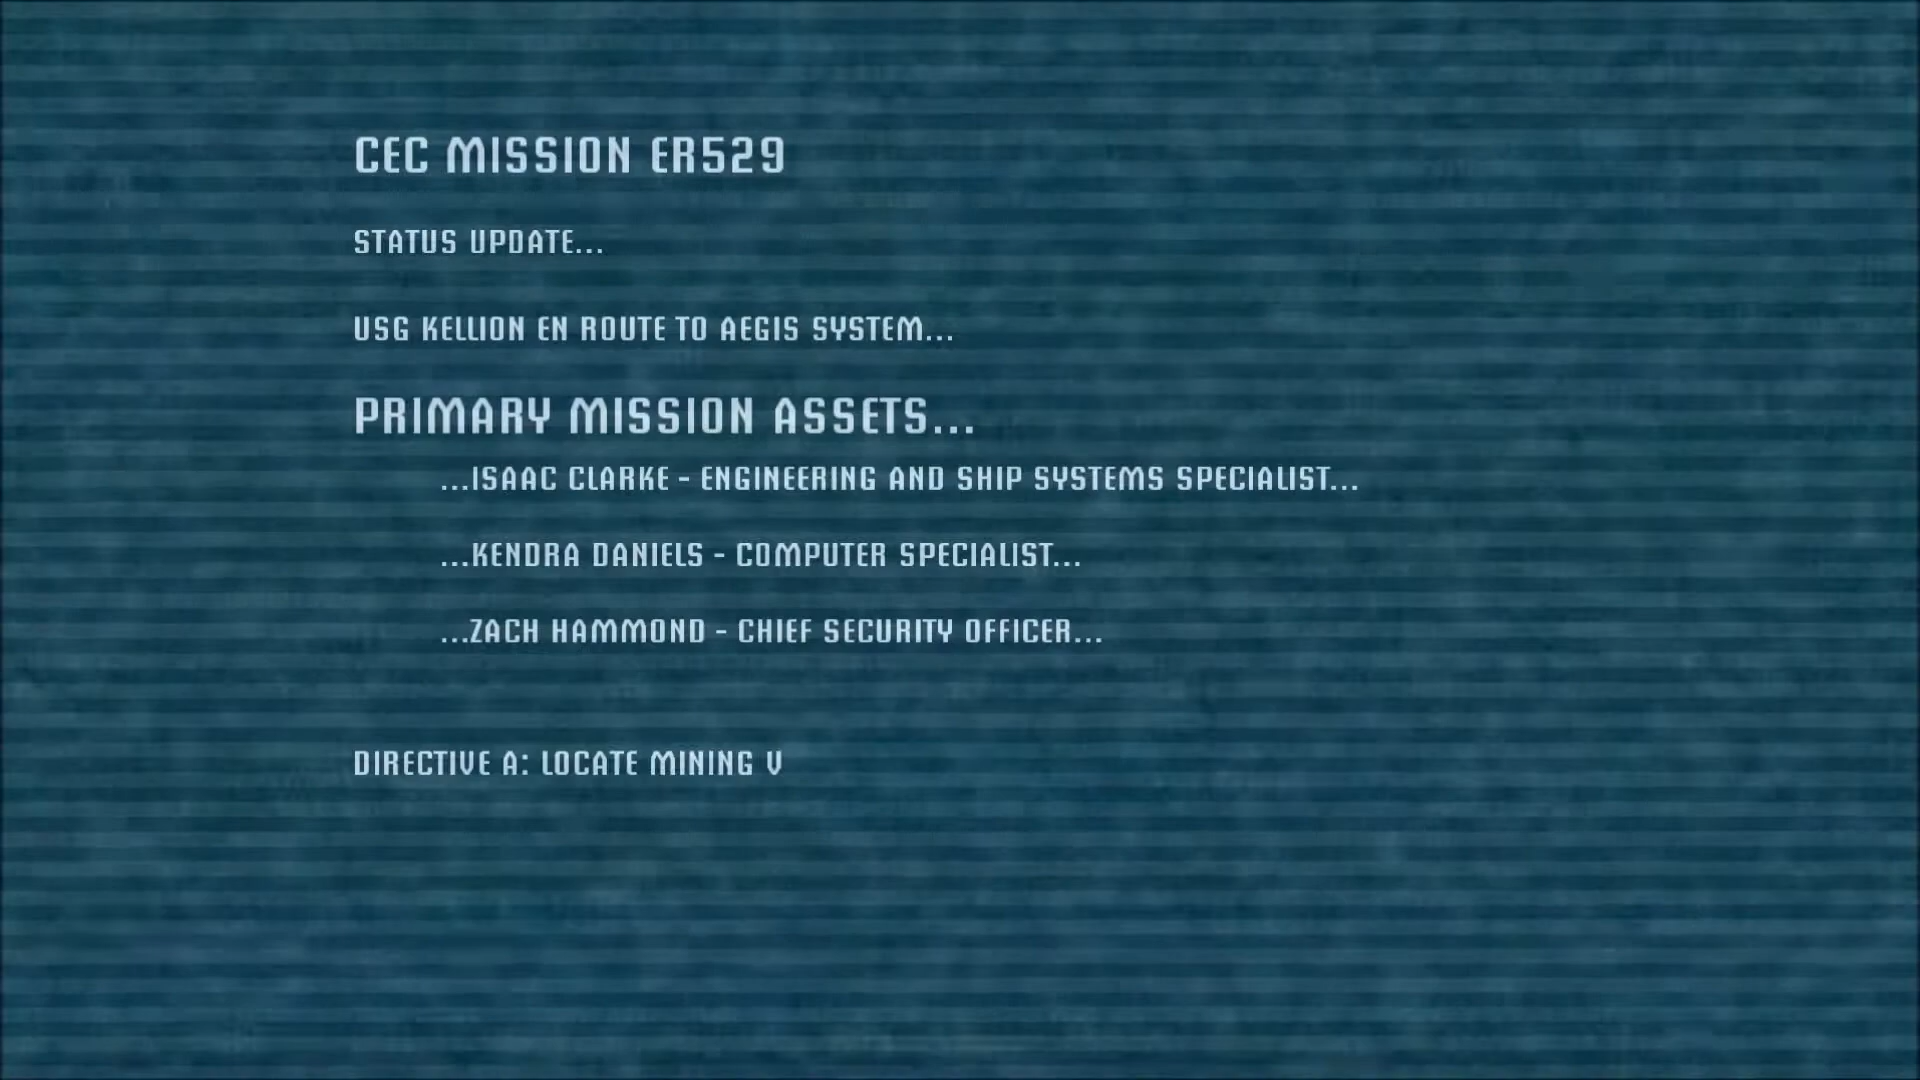 CEC MISSION ER529
STATUS UPDATE...
USG KELLION EN ROUTE TO AEGIS SYSTEM...
PRIMARY MISSION ASSETS...
...ISAAC CLARKE - ENGINEERING AND SHIP SYSTEMS SPECIALIST...
...KENDRA DANIELS - COMPUTER SPECIALIST...
...ZACH HAMMOND - CHIEF SECURITY OFFICER...
DIRECTIVE A: LOCATE MINING V